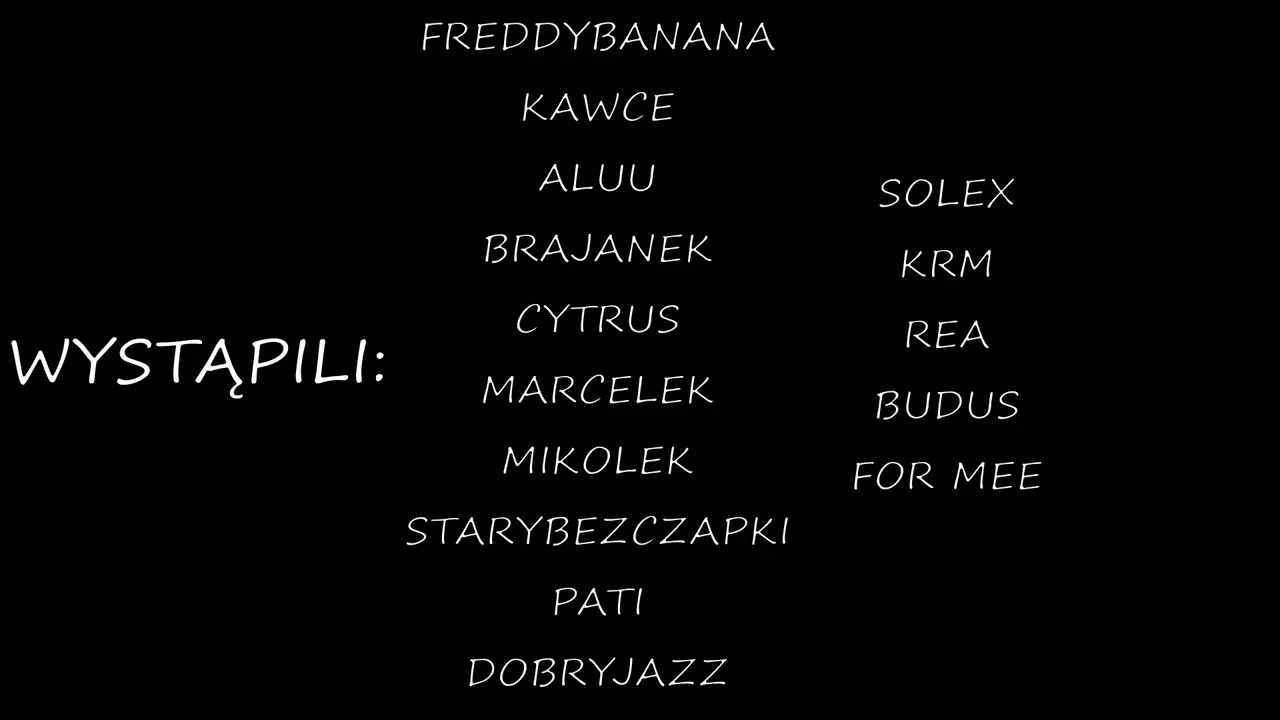 WYSTĄPILI:
FREDDYBANANA
KAWCE
ALUU
BRAJANEK
CYTRUS
MARCELEK
MIKOLEK
STARYBEZCZAPKI
PATI
DOBRYJAZZ
SOLEX
KRM
REA
BUDUS
FOR MEE